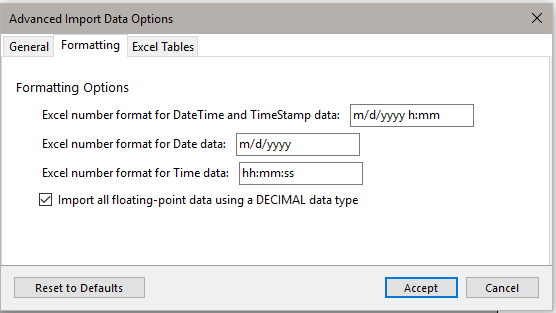 Advanced Import Data Options
General Formatting Excel Tables
Formatting Options
Excel number format for DateTime and TimeStamp data: m/d/yyyy h:mm
Excel number format for Date data: m/d/yyyy
Excel number format for Time data: hh:mm:ss
Import all floating-point data using a DECIMAL data type
Reset to Defaults Accept Cancel